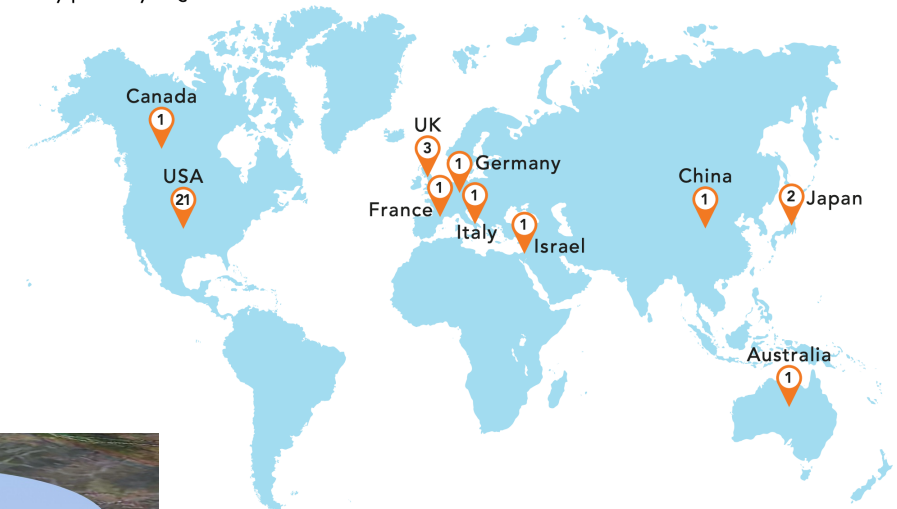 Canada
1
USA
21
UK
3
1
Germany
1
France
1
Italy
1
Israel
China
1
2
Japan
Australia
1